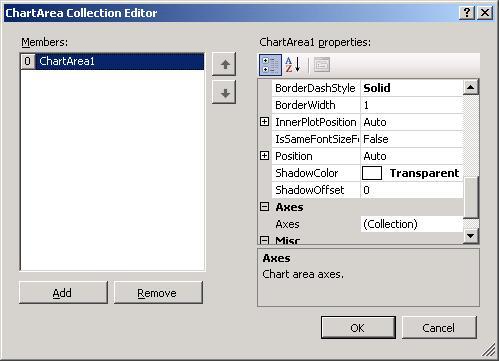 ChartArea Collection Editor
Members:
0 ChartArea1
Add
Remove
ChartArea1 properties:
BorderDashStyle Solid
BorderWidth 1
InnerPlotPosition Auto
IsSameFontSizeFo False
Position Auto
ShadowColor Transparent
ShadowOffset 0
Axes
Axes (Collection)
Misc
Axes
Chart area axes.
OK
Cancel